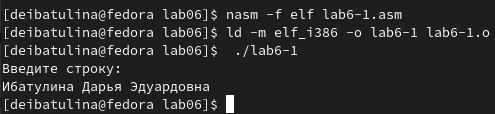 [deibatulina@fedora lab06]$ nasm -f elf lab6-1.asm
[deibatulina@fedora lab06]$ ld -m elf_i386 -o lab6-1 lab6-1.o
[deibatulina@fedora lab06]$  ./lab6-1
Введите строку:
Ибатулина Дарья Эдуардовна
[deibatulina@fedora lab06]$